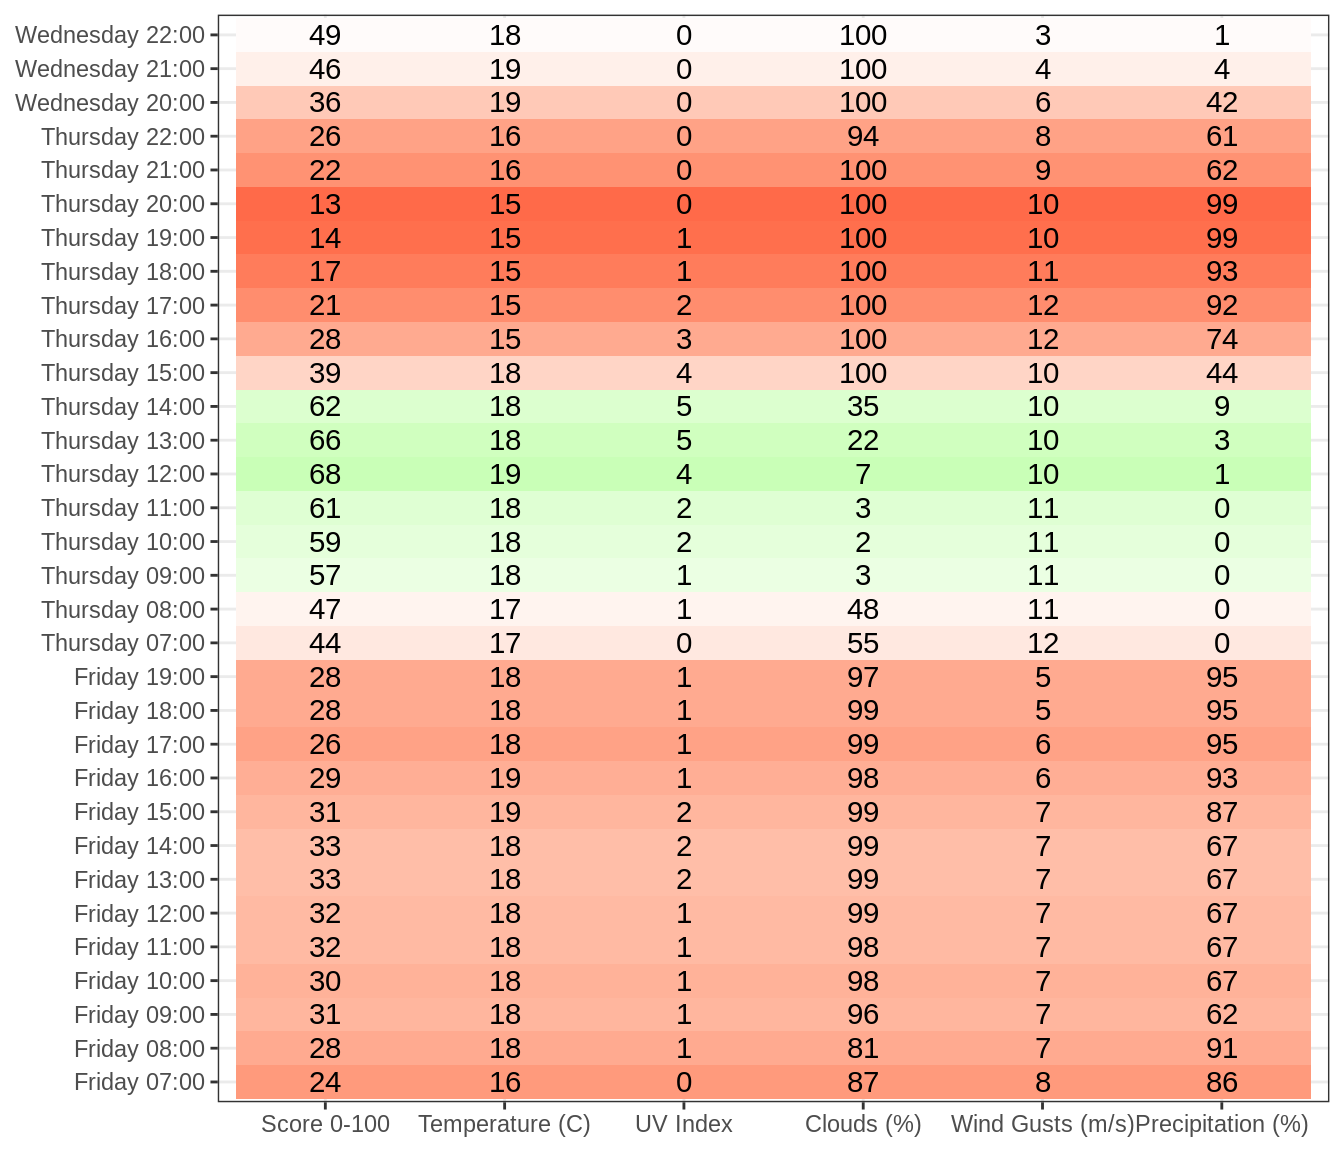 Wednesday 22:00 49 18 0 100 3 1
Wednesday 21:00 46 19 0 100 4 4
Wednesday 20:00 36 19 0 100 6 42
Thursday 22:00 26 16 0 94 8 61
Thursday 21:00 22 16 0 100 9 62
Thursday 20:00 13 15 0 100 10 99
Thursday 19:00 14 15 1 100 10 99
Thursday 18:00 17 15 1 100 11 93
Thursday 17:00 21 15 2 100 12 92
Thursday 16:00 28 15 3 100 12 74
Thursday 15:00 39 18 4 100 10 44
Thursday 14:00 62 18 5 35 10 9
Thursday 13:00 66 18 5 22 10 3
Thursday 12:00 68 19 4 7 10 1
Thursday 11:00 61 18 2 3 11 0
Thursday 10:00 59 18 2 2 11 0
Thursday 09:00 57 18 1 3 11 0
Thursday 08:00 47 17 1 48 11 0
Thursday 07:00 44 17 0 55 12 0
Friday 19:00 28 18 1 97 5 95
Friday 18:00 28 18 1 99 5 95
Friday 17:00 26 18 1 99 6 95
Friday 16:00 29 19 1 98 6 93
Friday 15:00 31 19 2 99 7 87
Friday 14:00 33 18 2 99 7 67
Friday 13:00 33 18 2 99 7 67
Friday 12:00 32 18 1 99 7 67
Friday 11:00 32 18 1 98 7 67
Friday 10:00 30 18 1 98 7 67
Friday 09:00 31 18 1 96 7 62
Friday 08:00 28 18 1 81 7 91
Friday 07:00 24 16 0 87 8 86
Score 0-100 Temperature (C) UV Index Clouds (%) Wind Gusts (m/s) Precipitation (%)